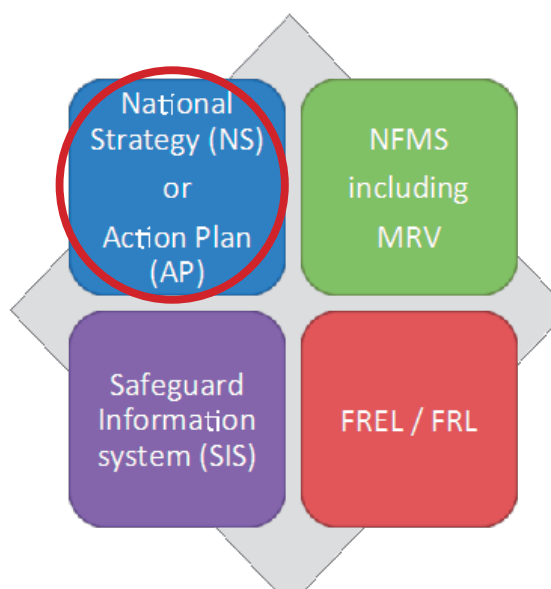 National
Strategy (NS)
or
Action Plan
(AP)
NFMS
including
MRV
Safeguard
Information
system (SIS)
FREL / FRL